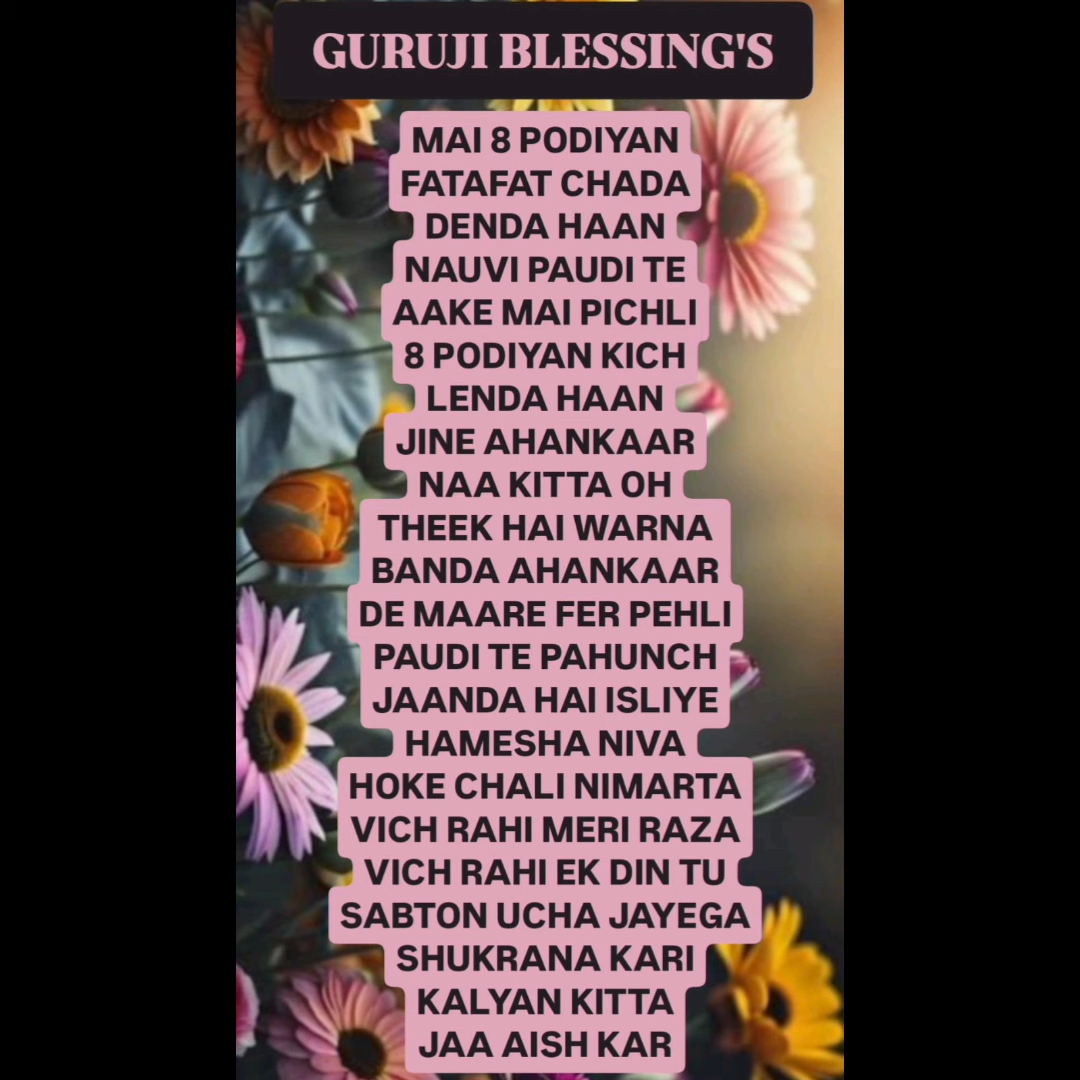 GURUJI BLESSING'S
MAI 8 PODIYAN
FATAFAT CHADA
DENDA HAAN
NAUVI PAUDI TE
AAKE MAI PICHLI
8 PODIYAN KICH
LENDA HAAN
JINE AHANKAAR
NAA KITTA OH
THEEK HAI WARNA
BANDA AHANKAAR
DE MAARE FER PEHLI
PAUDI TE PAHUNCH
JAANDA HAI ISLIYE
HAMESHA NIVA
HOKE CHALI NIMARTA
VICH RAHI MERI RAZA
VICH RAHI EK DIN TU
SABTON UCHA JAYEGA
SHUKRANA KARI
KALYAN KITTA
JAA AISH KAR